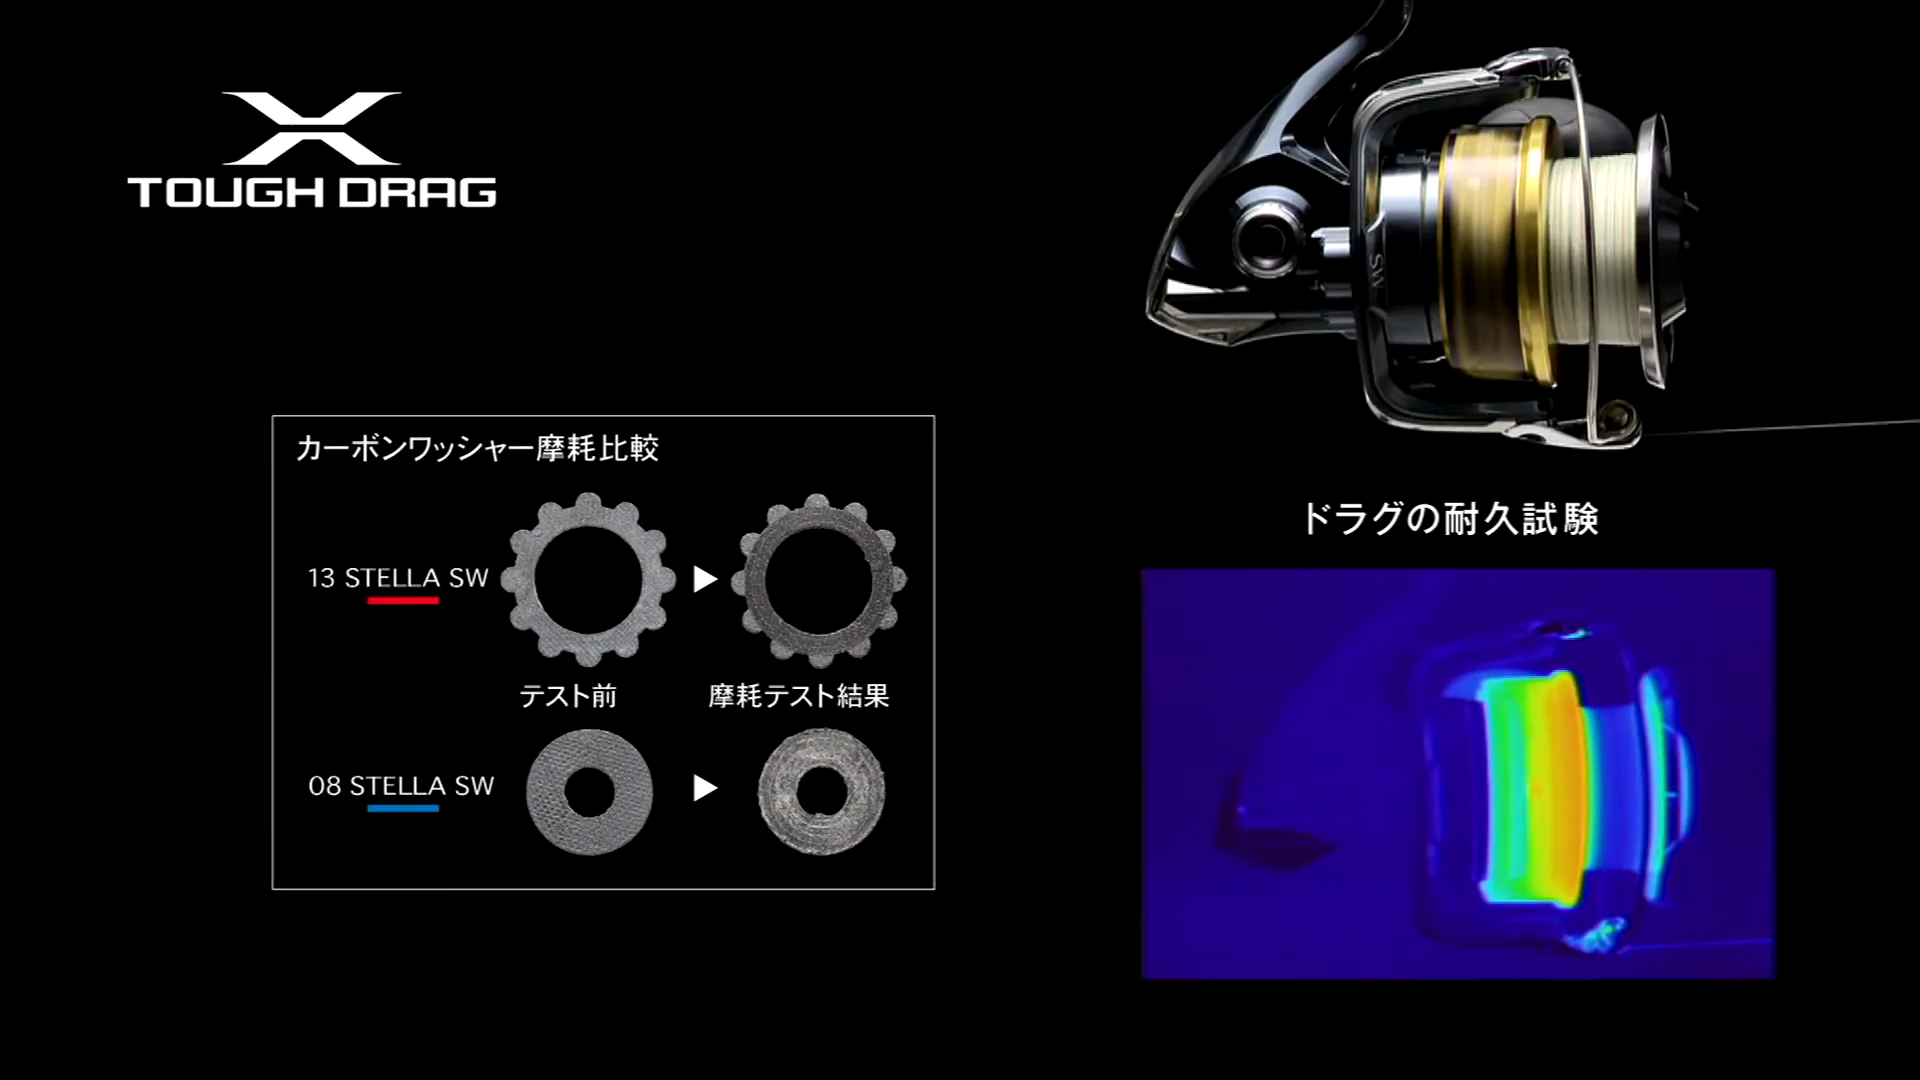 X
TOUGH DRAG
SW
カーボンワッシャー摩耗比較
13 STELLA SW
テスト前
摩耗テスト結果
08 STELLA SW
ドラグの耐久試験